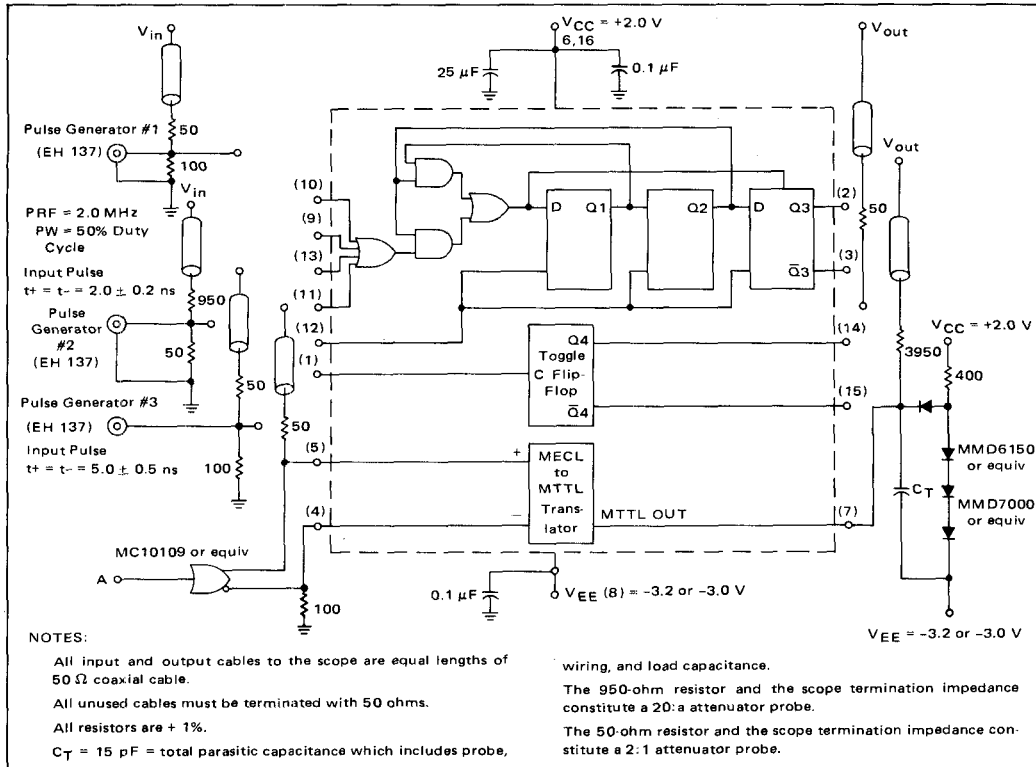 V_in
50
Pulse Generator #1
(EH 137)
100
V_in
PRF = 2.0 MHz
PW = 50% Duty
Cycle
Input Pulse
t+ = t– = 2.0 ± 0.2 ns
950
Pulse
Generator
#2
(EH 137)
50
50
Pulse Generator #3
(EH 137)
Input Pulse
t+ = t– = 5.0 ± 0.5 ns
100
50
V_CC = +2.0 V
6,16
25 µF
0.1 µF
(10)
(9)
(13)
(11)
(12)
(1)
(5)
(4)
D Q1
Q2
D Q3
Q̅3
(2)
(3)
Q4
Toggle
C Flip-
Flop
Q̅4
(14)
(15)
+ MECL
to
MTTL
– Trans-
lator
MTTL OUT
(7)
V_out
50
V_out
3950
V_CC = +2.0 V
400
MMD6150
or equiv
MMD7000
or equiv
C_T
V_EE = –3.2 or –3.0 V
MC10109 or equiv
A
100
0.1 µF
V_EE (8) = –3.2 or –3.0 V
NOTES:
All input and output cables to the scope are equal lengths of
50 Ω coaxial cable.
All unused cables must be terminated with 50 ohms.
All resistors are + 1%.
C_T = 15 pF = total parasitic capacitance which includes probe,
wiring, and load capacitance.
The 950-ohm resistor and the scope termination impedance
constitute a 20:a attenuator probe.
The 50-ohm resistor and the scope termination impedance con-
stitute a 2:1 attenuator probe.